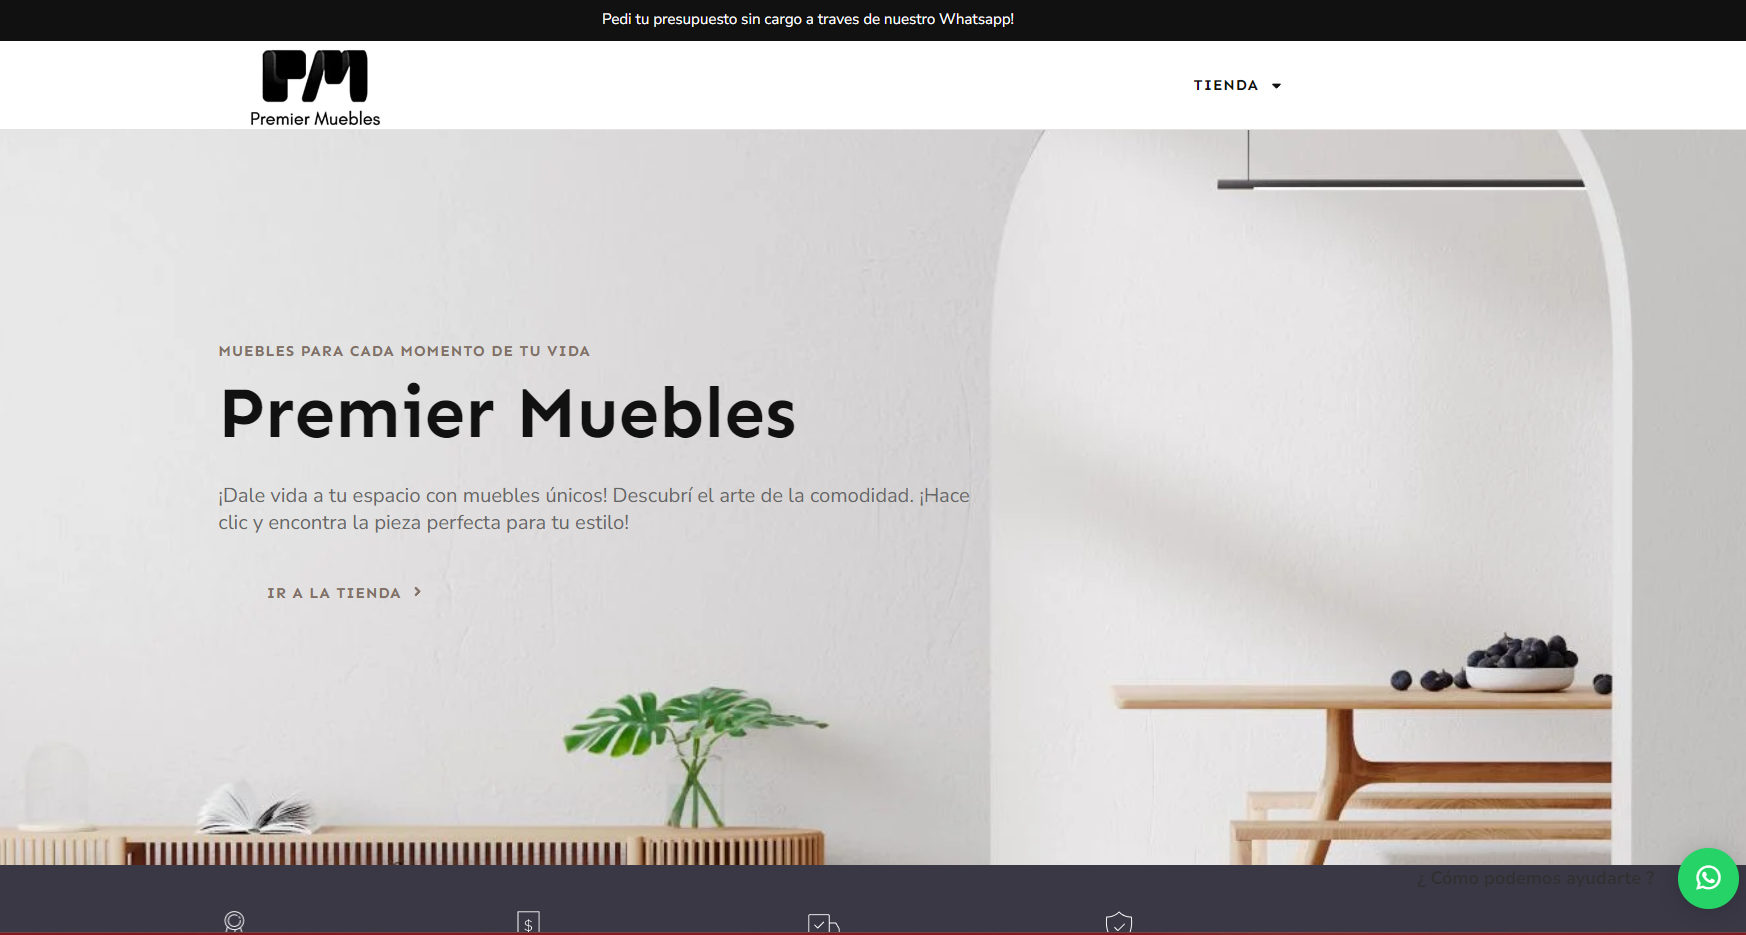 Pedi tu presupuesto sin cargo a traves de nuestro Whatsapp!
PM
Premier Muebles
TIENDA
MUEBLES PARA CADA MOMENTO DE TU VIDA
Premier Muebles
¡Dale vida a tu espacio con muebles únicos! Descubrí el arte de la comodidad. ¡Hace
clic y encontra la pieza perfecta para tu estilo!
IR A LA TIENDA
¿ Cómo podemos ayudarte ?
$